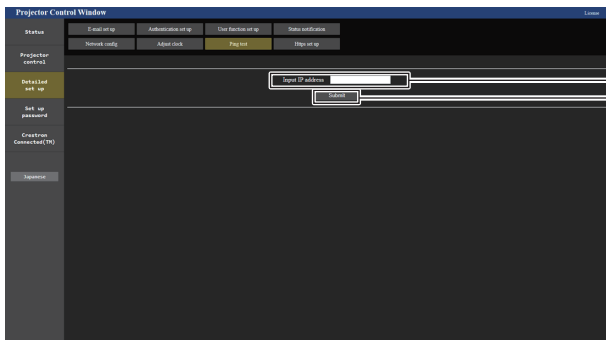 Projector Control Window
License
Status
E-mail set up
Authentication set up
User function set up
Status notification
Network config
Adjust clock
Ping test
Https set up
Projector
control
Detailed
set up
Input IP address
Submit
Set up
password
Crestron
Connected(TM)
Japanese